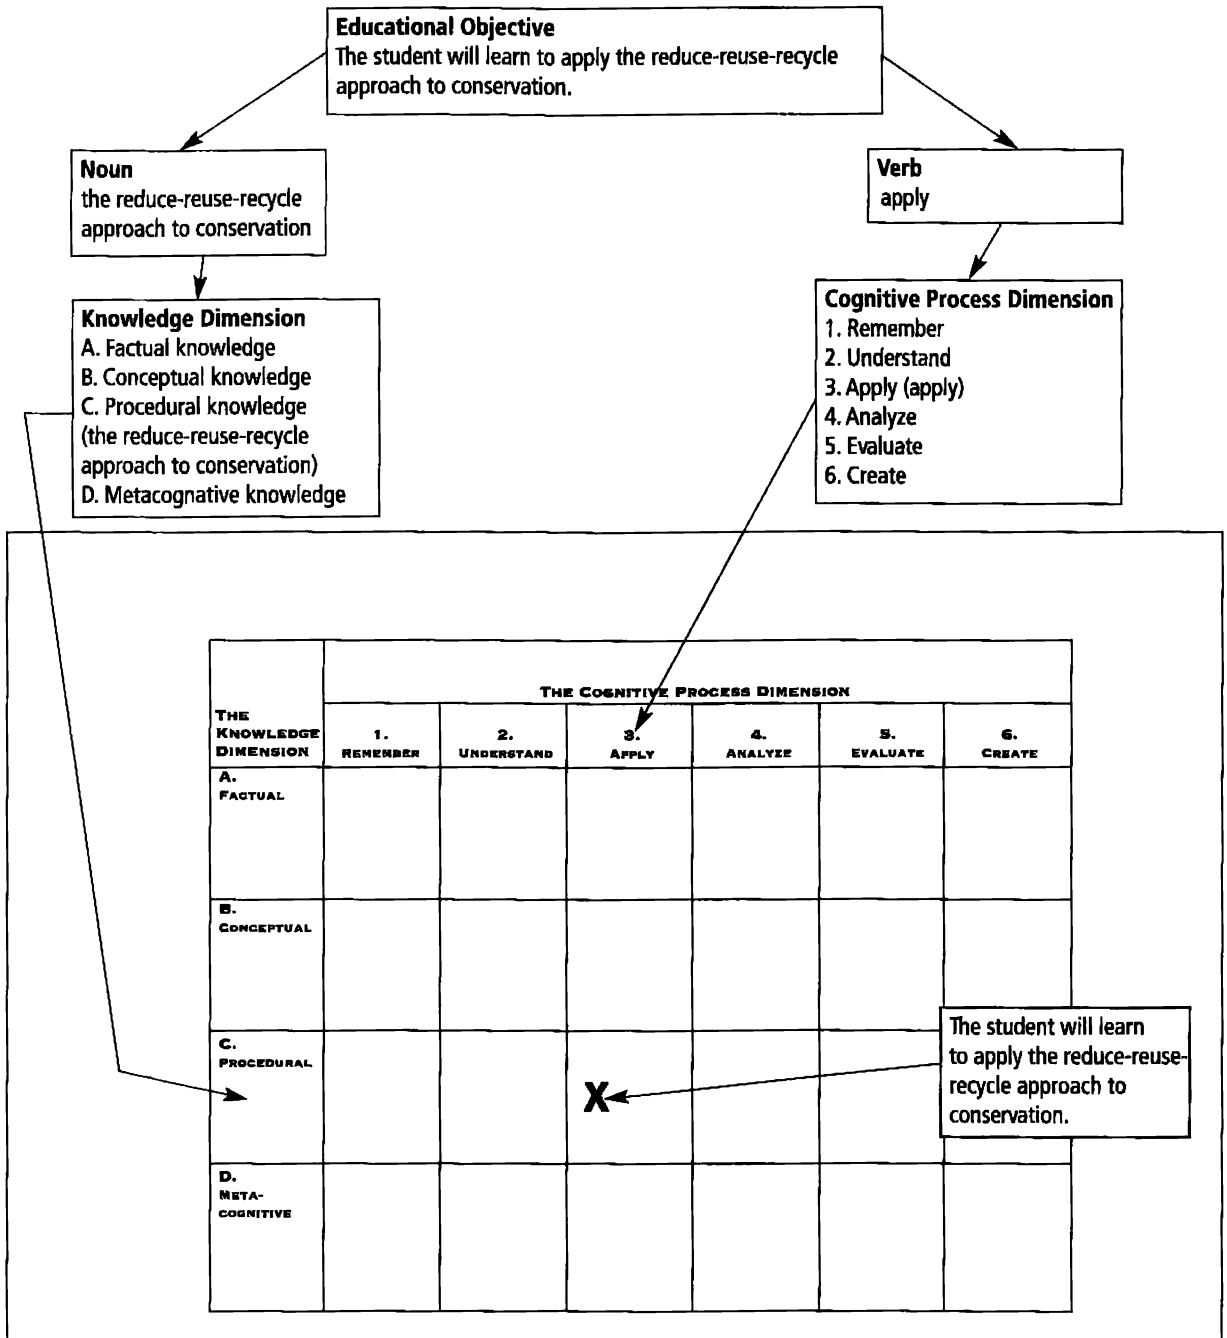 Educational Objective
The student will learn to apply the reduce-reuse-recycle
approach to conservation.
Noun
the reduce-reuse-recycle
approach to conservation
Verb
apply
Knowledge Dimension
A. Factual knowledge
B. Conceptual knowledge
C. Procedural knowledge
(the reduce-reuse-recycle
approach to conservation)
D. Metacognative knowledge
Cognitive Process Dimension
1. Remember
2. Understand
3. Apply (apply)
4. Analyze
5. Evaluate
6. Create
THE COGNITIVE PROCESS DIMENSION
THE
KNOWLEDGE
DIMENSION
1.
REMEMBER
2.
UNDERSTAND
3.
APPLY
4.
ANALYZE
5.
EVALUATE
6.
CREATE
A.
FACTUAL
B.
CONCEPTUAL
C.
PROCEDURAL
X
The student will learn
to apply the reduce-reuse-
recycle approach to
conservation.
D.
META-
COGNITIVE